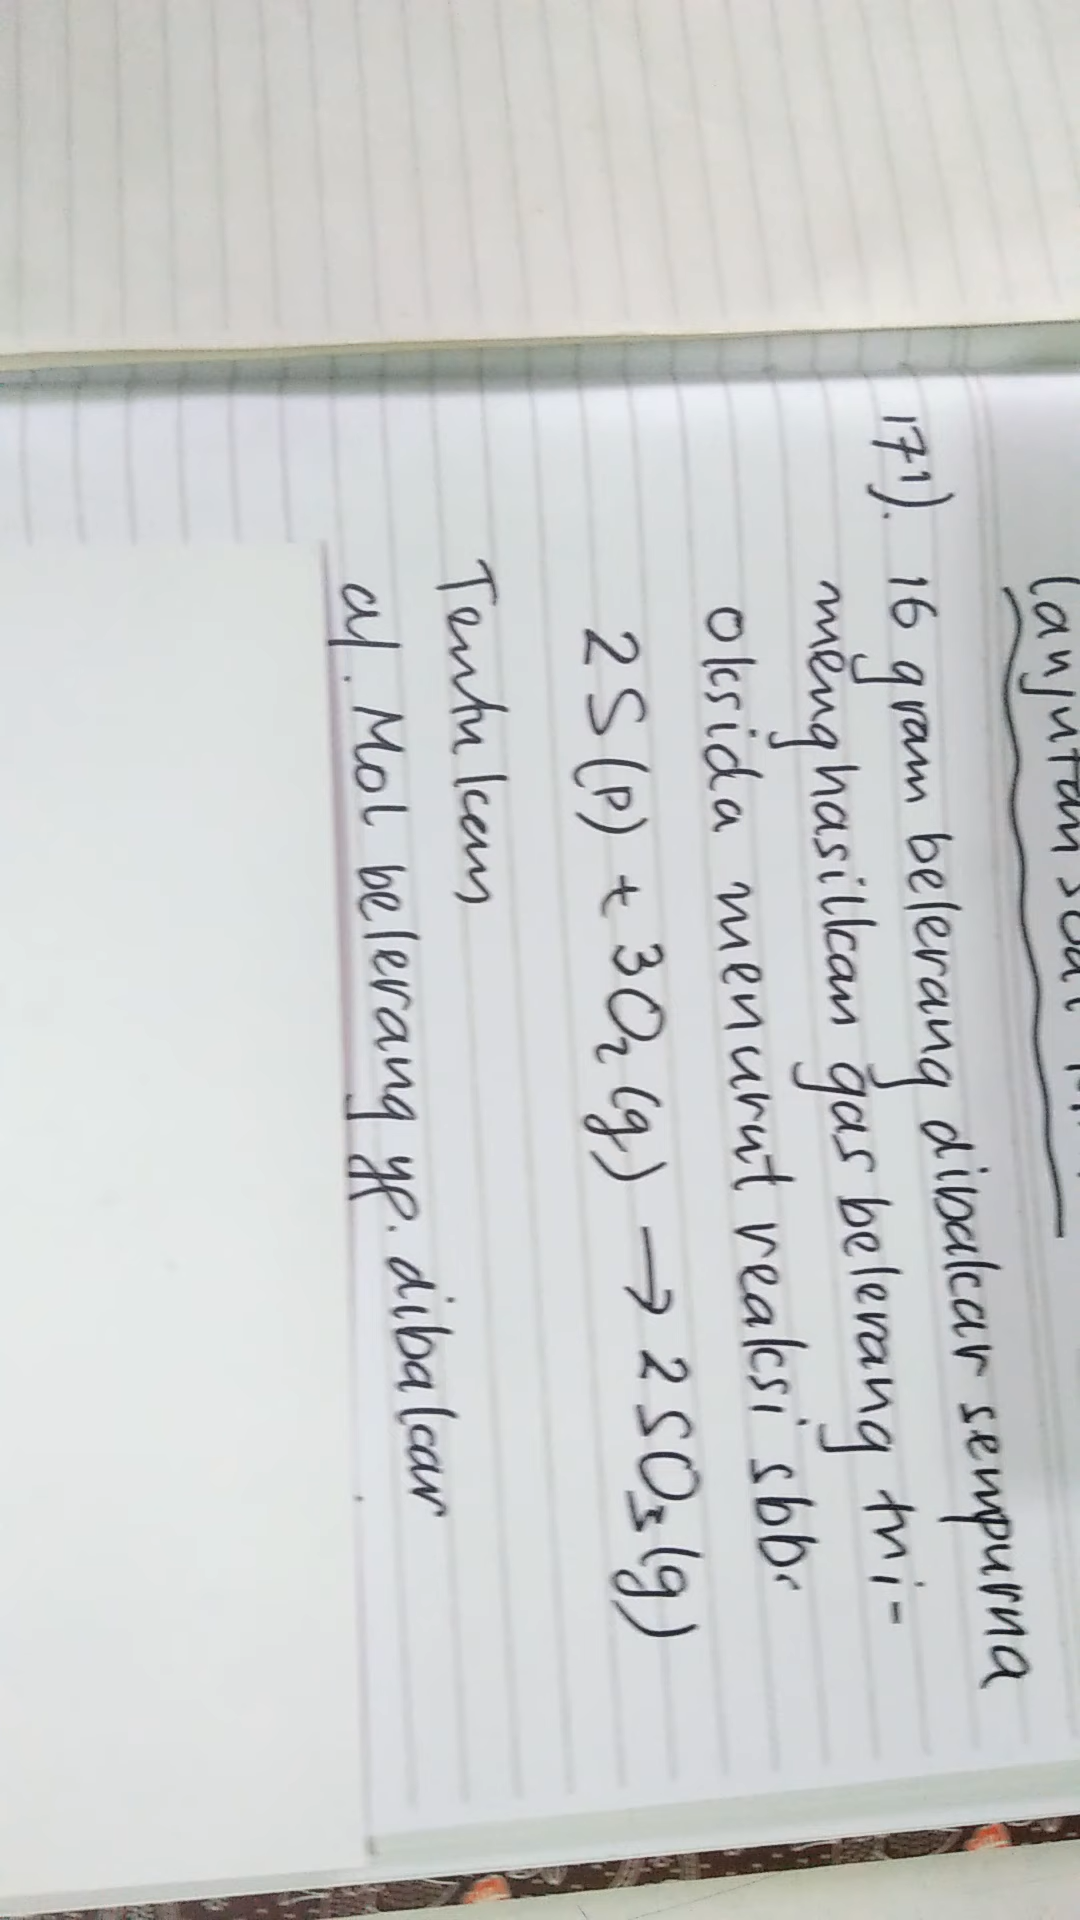 Lanjutan soal
171). 16 gram belerang dibakar sempurna
menghasilkan gas belerang tri-
oksida menurut reaksi sbb
2S(p) + 3O₂(g) → 2SO₃(g)
Tentukan
a). Mol belerang yg. dibakar